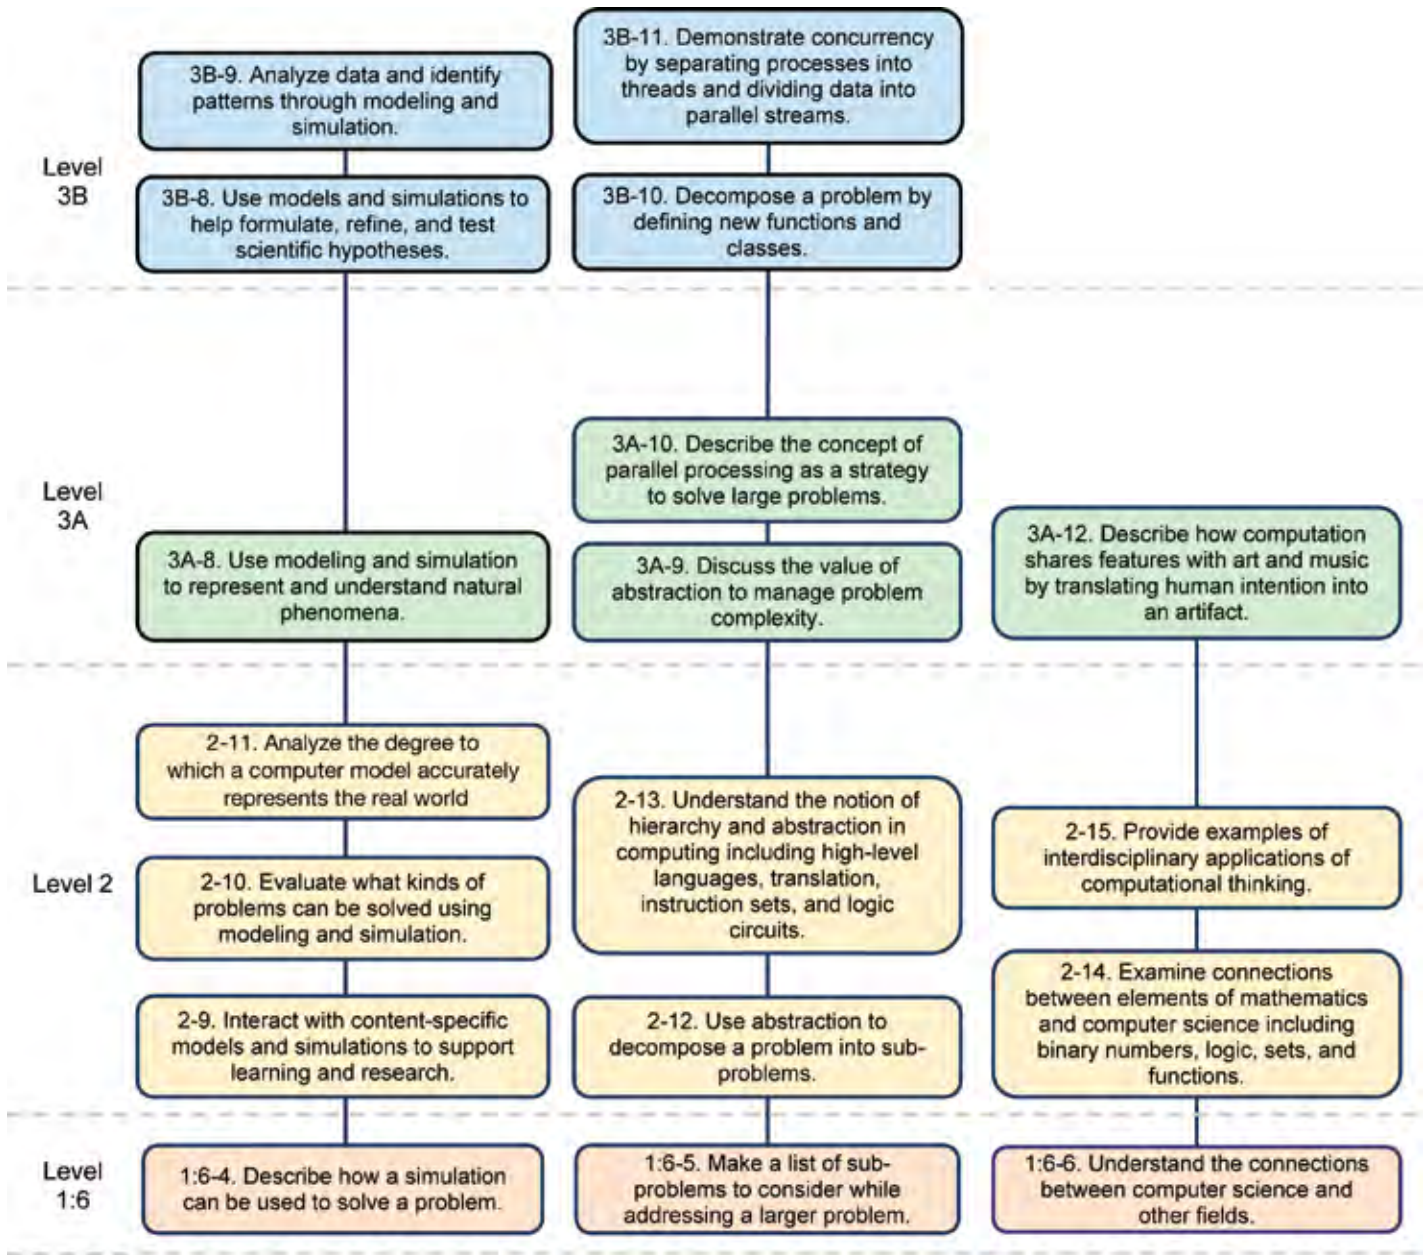 Level
3B
3B-9. Analyze data and identify
patterns through modeling and
simulation.
3B-11. Demonstrate concurrency
by separating processes into
threads and dividing data into
parallel streams.
3B-8. Use models and simulations to
help formulate, refine, and test
scientific hypotheses.
3B-10. Decompose a problem by
defining new functions and
classes.
Level
3A
3A-10. Describe the concept of
parallel processing as a strategy
to solve large problems.
3A-8. Use modeling and simulation
to represent and understand natural
phenomena.
3A-9. Discuss the value of
abstraction to manage problem
complexity.
3A-12. Describe how computation
shares features with art and music
by translating human intention into
an artifact.
Level 2
2-11. Analyze the degree to
which a computer model accurately
represents the real world
2-13. Understand the notion of
hierarchy and abstraction in
computing including high-level
languages, translation,
instruction sets, and logic
circuits.
2-15. Provide examples of
interdisciplinary applications of
computational thinking.
2-10. Evaluate what kinds of
problems can be solved using
modeling and simulation.
2-14. Examine connections
between elements of mathematics
and computer science including
binary numbers, logic, sets, and
functions.
2-9. Interact with content-specific
models and simulations to support
learning and research.
2-12. Use abstraction to
decompose a problem into sub-
problems.
Level
1:6
1:6-4. Describe how a simulation
can be used to solve a problem.
1:6-5. Make a list of sub-
problems to consider while
addressing a larger problem.
1:6-6. Understand the connections
between computer science and
other fields.